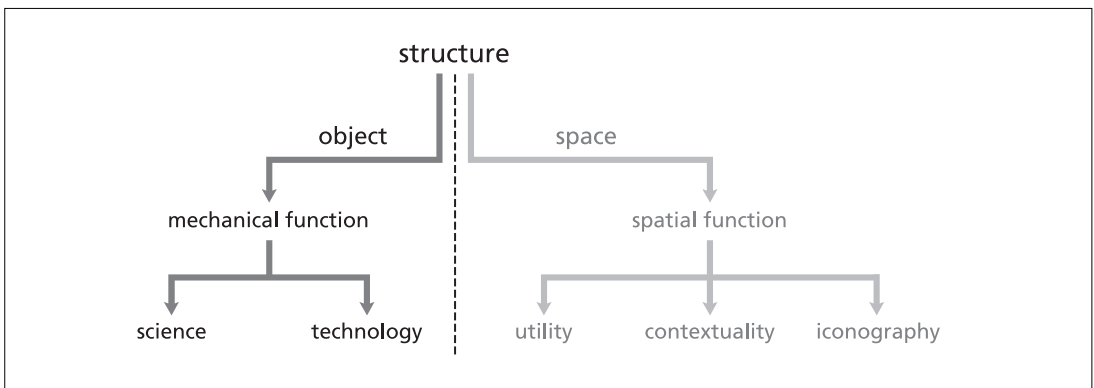 structure
object
space
mechanical function
spatial function
science
technology
utility
contextuality
iconography